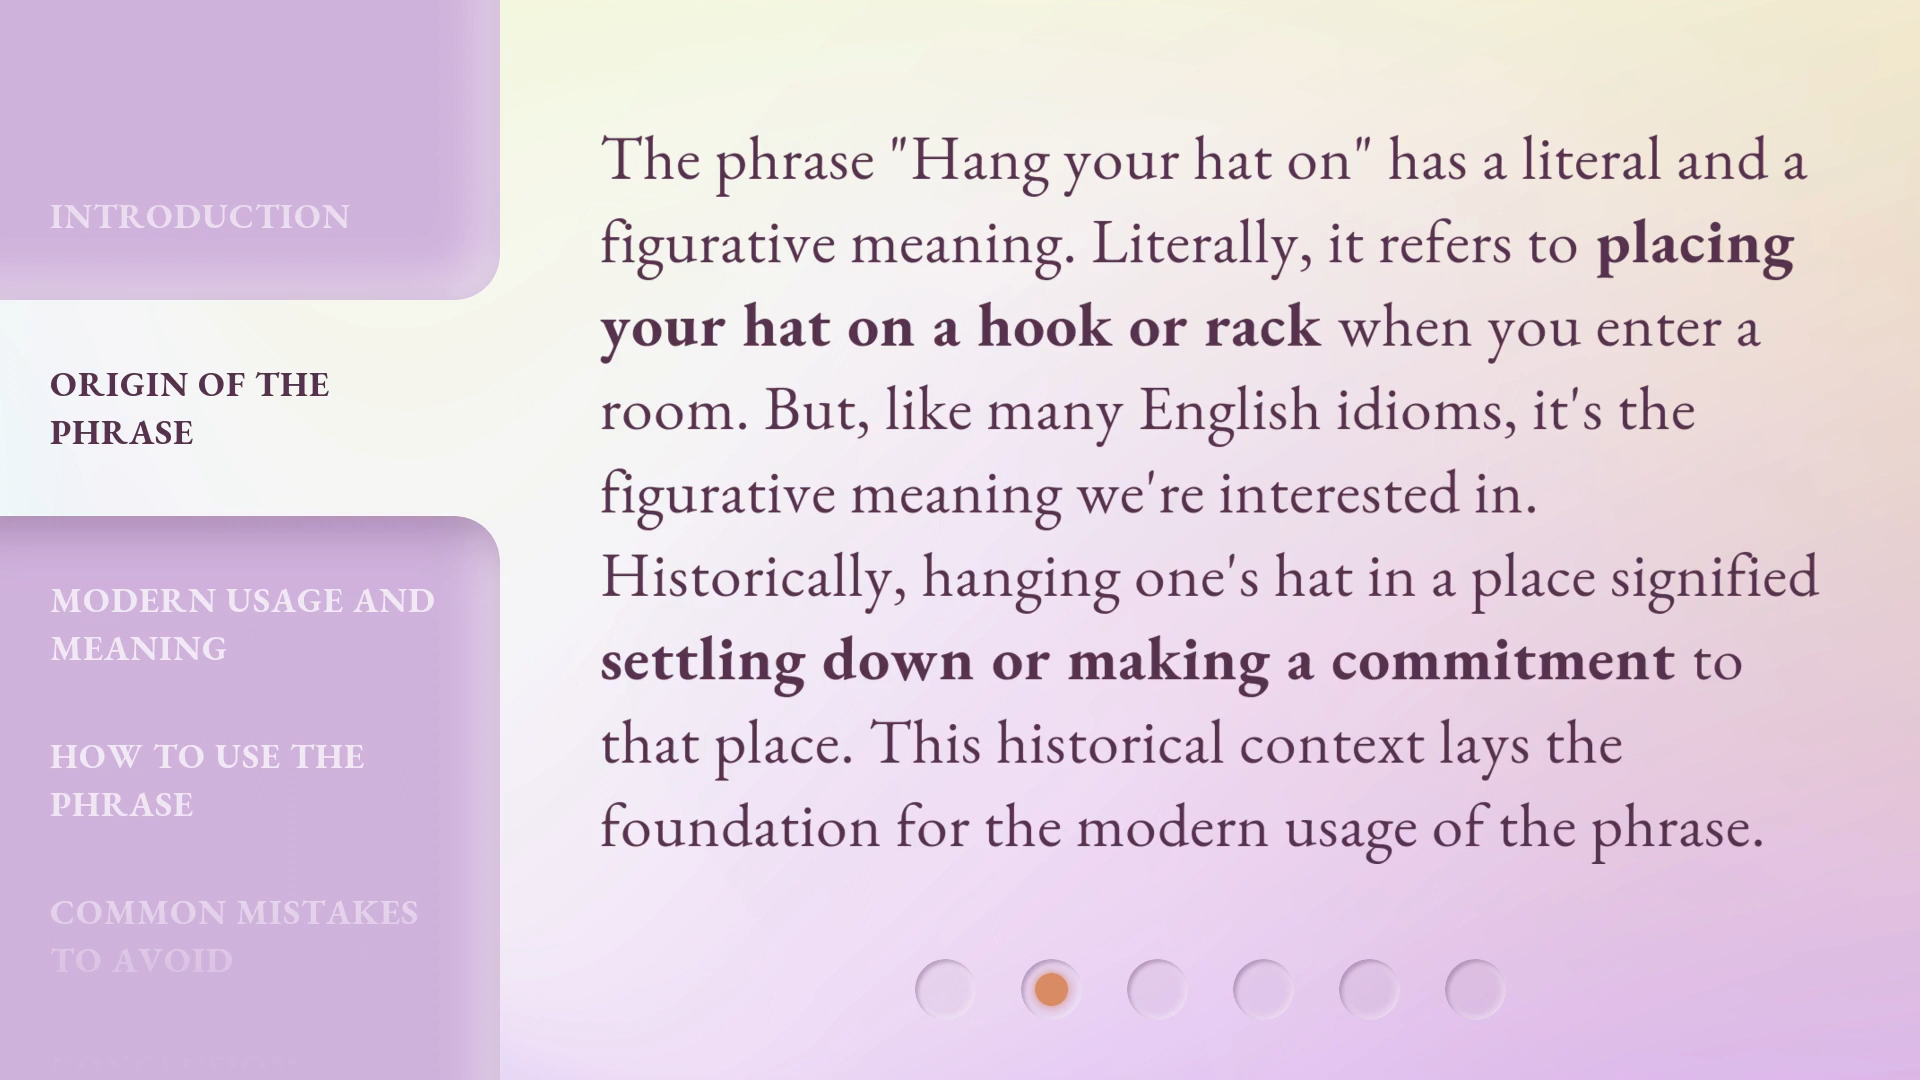 INTRODUCTION
ORIGIN OF THE
PHRASE
MODERN USAGE AND
MEANING
HOW TO USE THE
PHRASE
COMMON MISTAKES
TO AVOID
The phrase "Hang your hat on" has a literal and a
figurative meaning. Literally, it refers to placing
your hat on a hook or rack when you enter a
room. But, like many English idioms, it's the
figurative meaning we're interested in.
Historically, hanging one's hat in a place signified
settling down or making a commitment to
that place. This historical context lays the
foundation for the modern usage of the phrase.